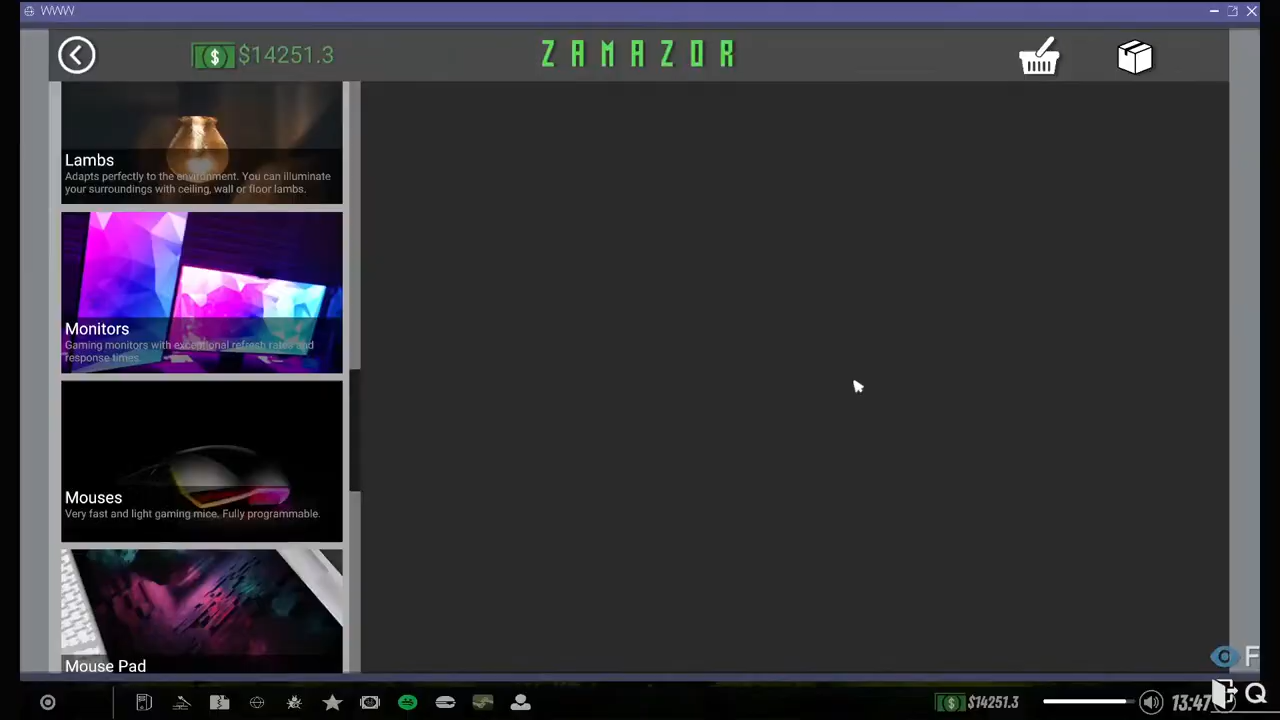 WWW
$14251.3
ZAMAZOR
Lambs
Adapts perfectly to the environment. You can illuminate
your surroundings with ceiling, wall or floor lambs.
Monitors
Gaming monitors with exceptional refresh rates and
response times.
Mouses
Very fast and light gaming mice. Fully programmable.
Mouse Pad
F
$14251.3
13:47
Q